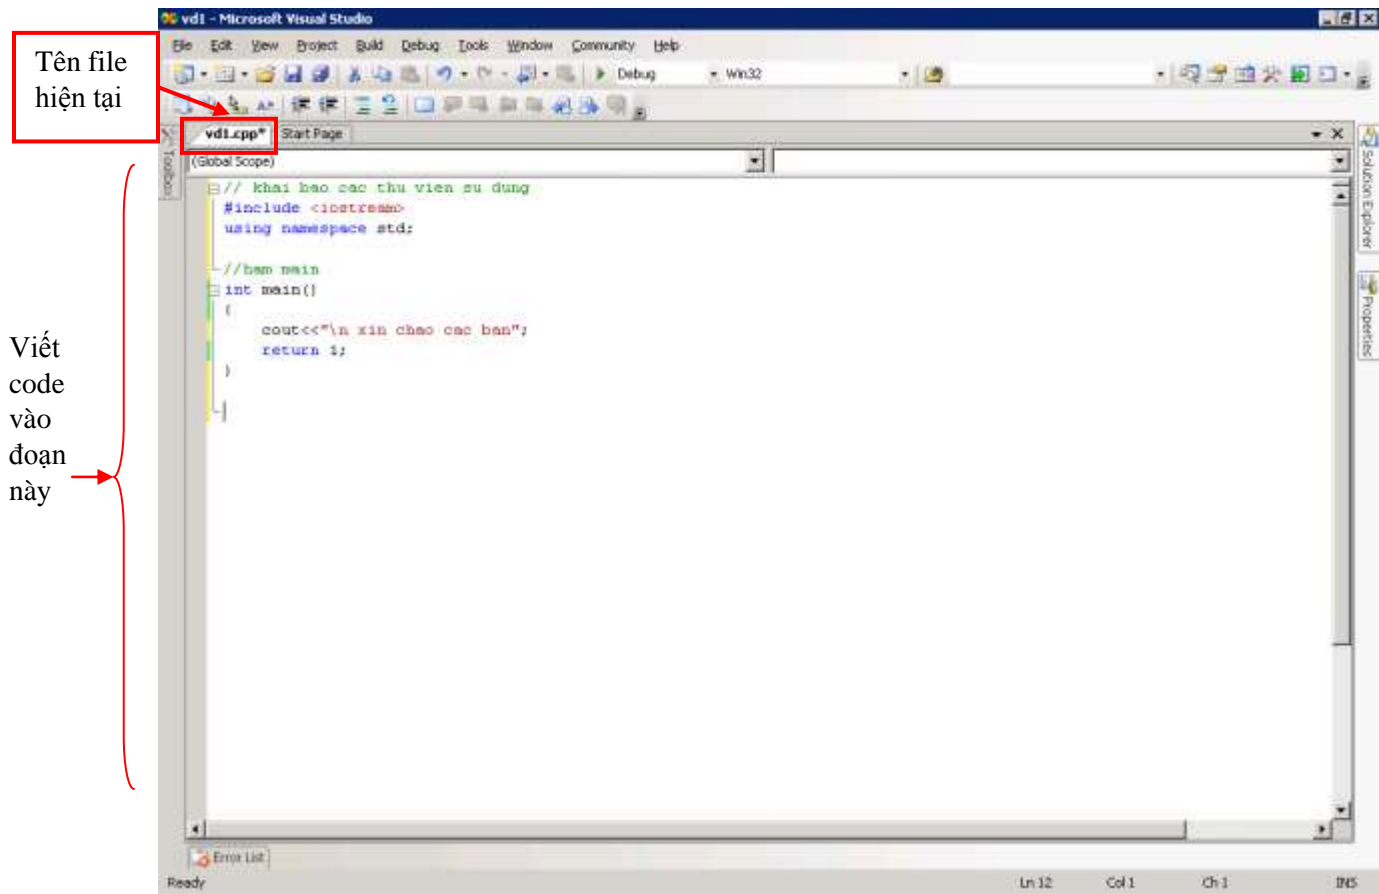 vd1 - Microsoft Visual Studio
File Edit View Project Build Debug Tools Window Community Help
Tên file
hiện tại
Debug Win32
vd1.cpp* Start Page
Toolbox
(Global Scope)
Solution Explorer
Properties
// khai bao cac thu vien su dung
#include <iostream>
using namespace std;
//ham main
int main()
{
cout<<"\n xin chao cac ban";
return 1;
}
Viết
code
vào
đoạn
này
Error List
Ready Ln 12 Col 1 Ch 1 INS